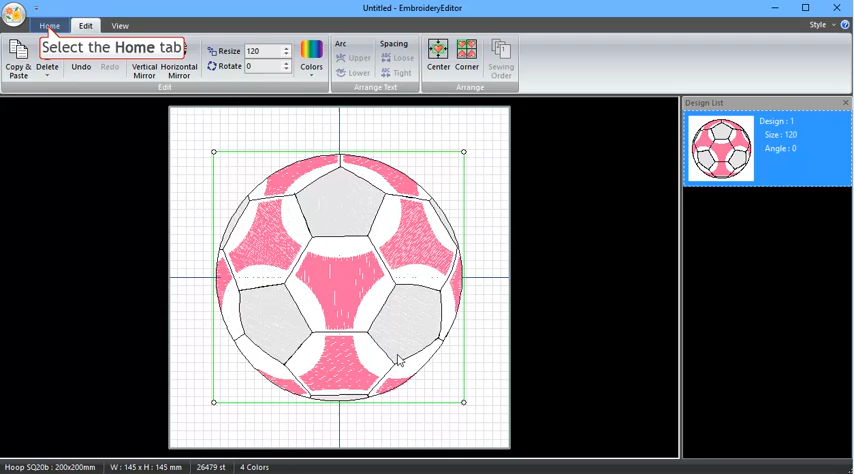 Untitled - EmbroideryEditor
Home Edit View Style
Select the Home tab
Copy & Paste
Delete
Undo
Redo
Vertical Mirror
Horizontal Mirror
Resize 120
Rotate 0
Colors
Edit
Arc
Upper
Lower
Spacing
Loose
Tight
Arrange Text
Center
Corner
Sewing Order
Arrange
Design List
Design : 1
Size : 120
Angle : 0
Hoop SQ20b : 200x200mm W : 145 x H : 145 mm 26479 st 4 Colors